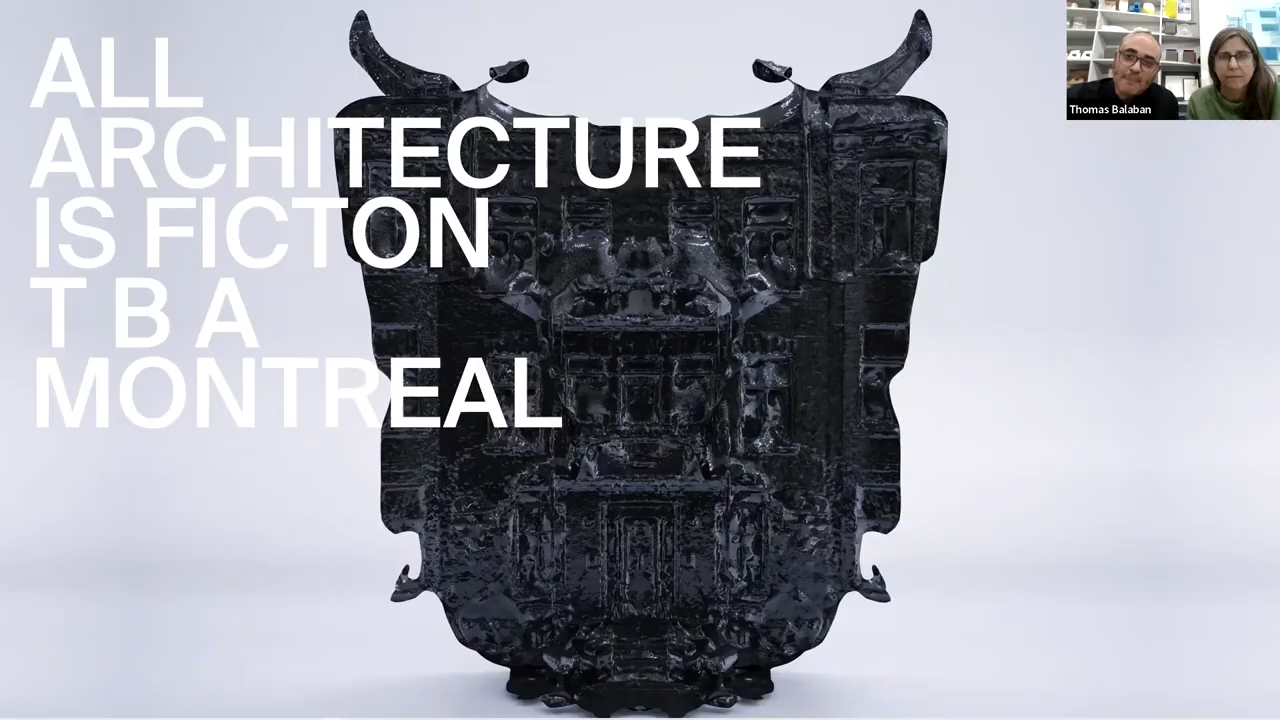 ALL
ARCHITECTURE
IS FICTON
T B A
MONTREAL
Thomas Balaban